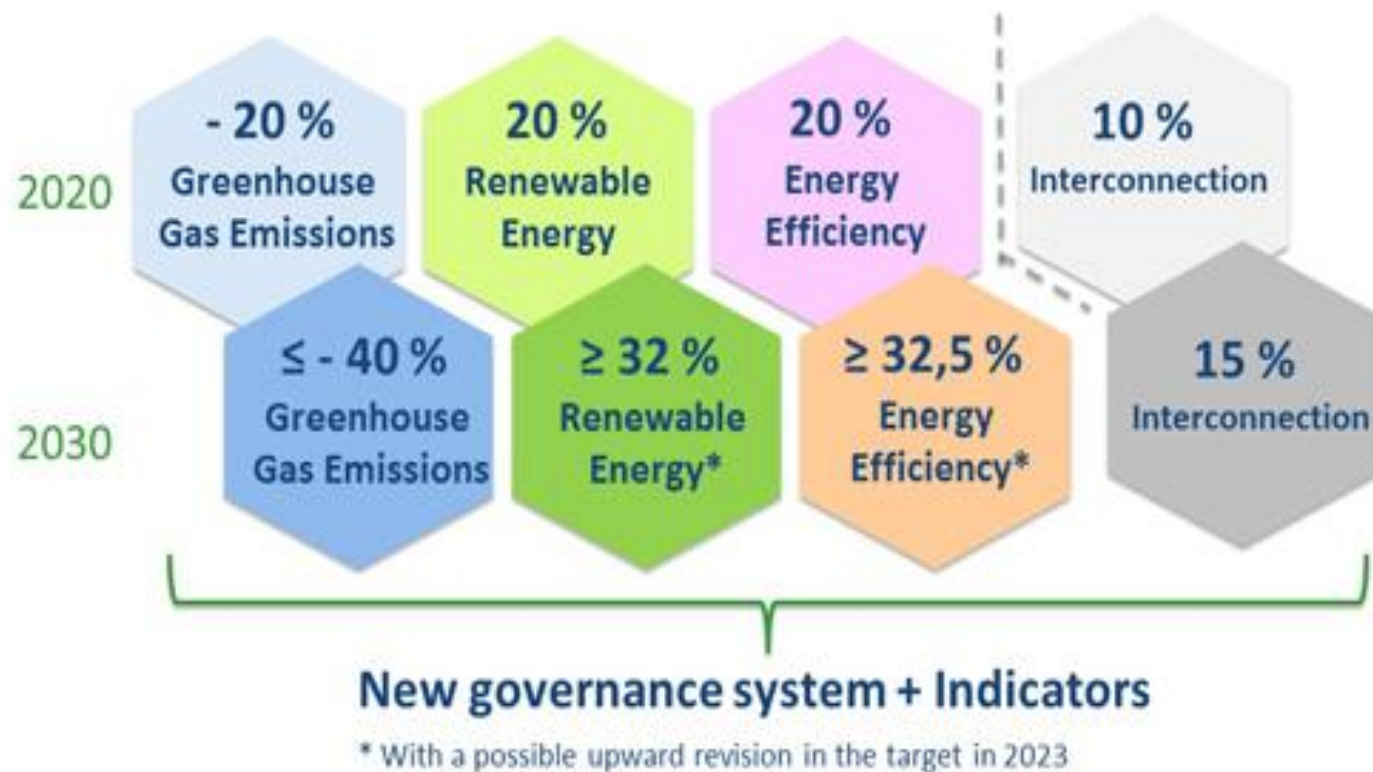 2020
- 20 %
Greenhouse
Gas Emissions
20 %
Renewable
Energy
20 %
Energy
Efficiency
10 %
Interconnection
2030
≤ - 40 %
Greenhouse
Gas Emissions
≥ 32 %
Renewable
Energy*
≥ 32,5 %
Energy
Efficiency*
15 %
Interconnection
New governance system + Indicators
* With a possible upward revision in the target in 2023